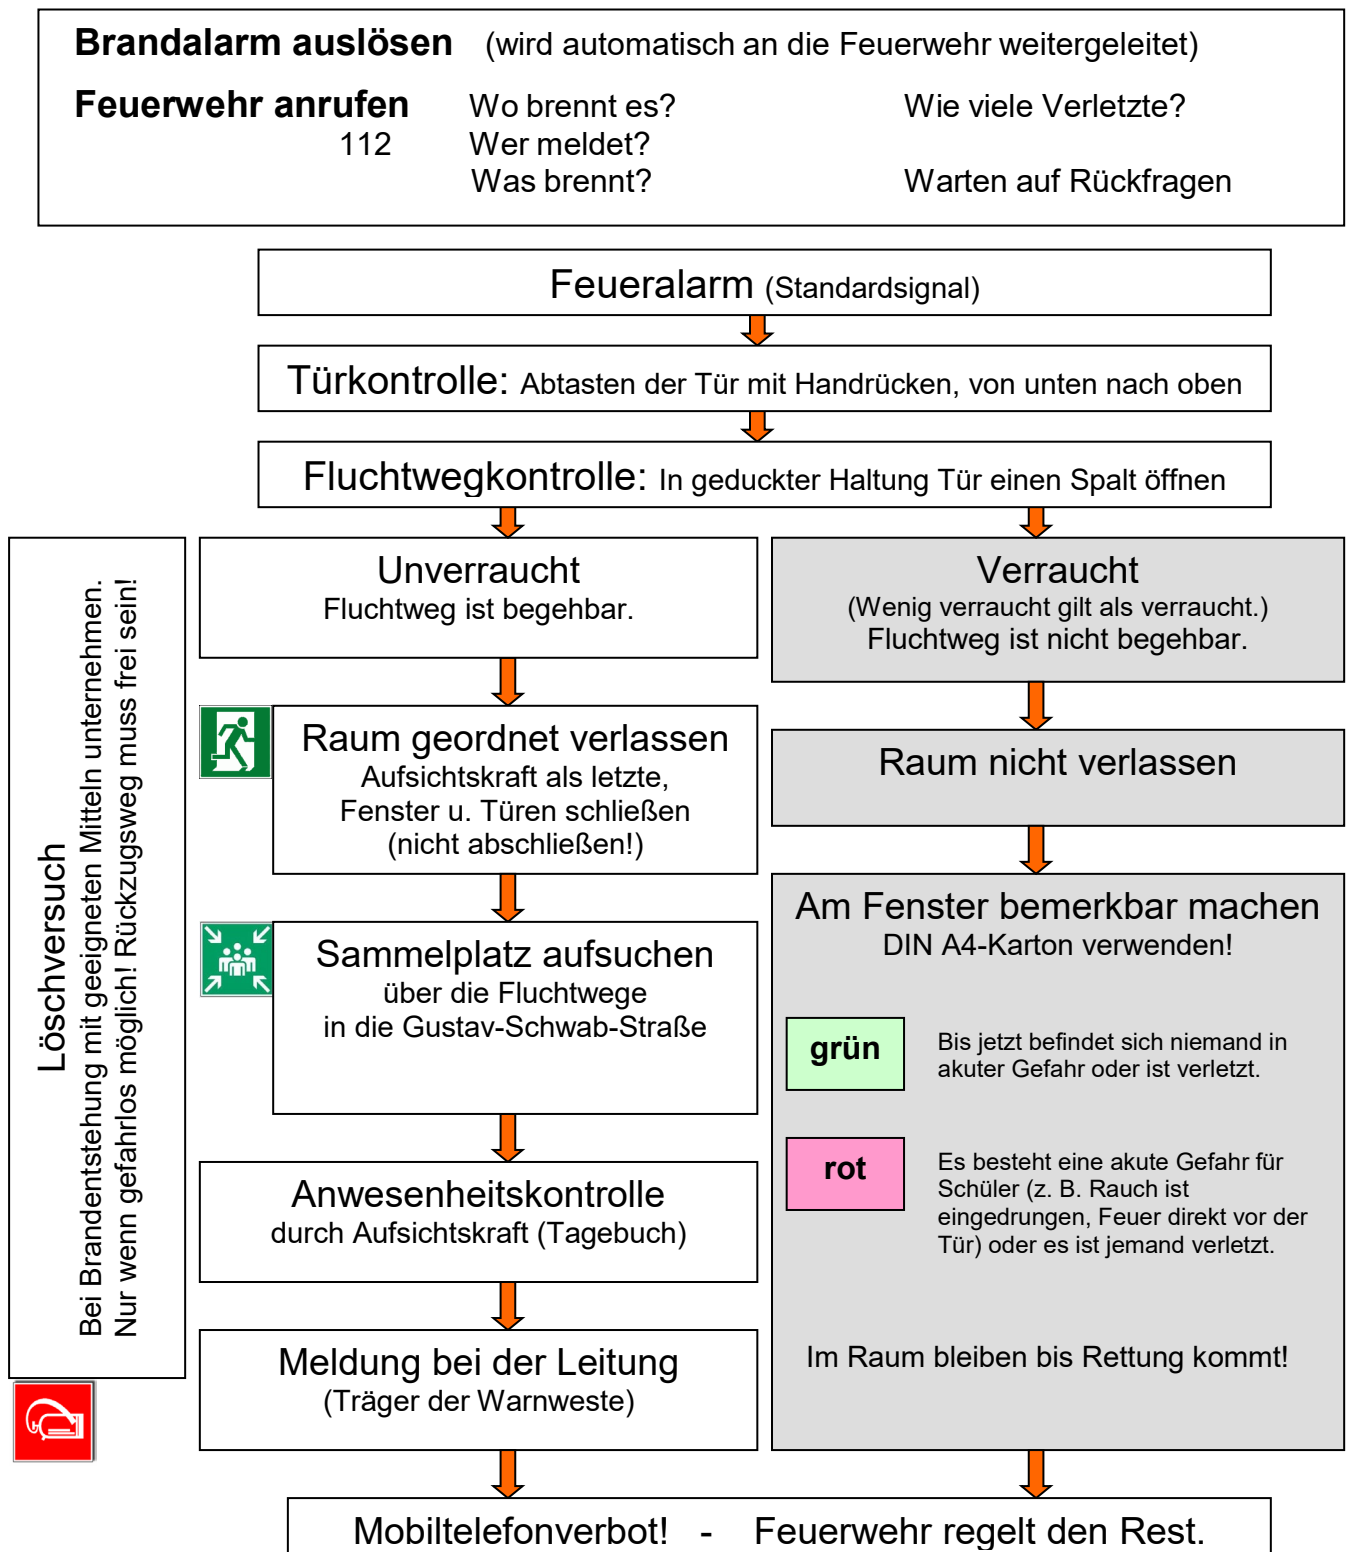 Brandalarm auslösen (wird automatisch an die Feuerwehr weitergeleitet)
Feuerwehr anrufen Wo brennt es? Wie viele Verletzte?
112 Wer meldet?
Was brennt? Warten auf Rückfragen
Feueralarm (Standardsignal)
Türkontrolle: Abtasten der Tür mit Handrücken, von unten nach oben
Fluchtwegkontrolle: In geduckter Haltung Tür einen Spalt öffnen
Löschversuch
Bei Brandentstehung mit geeigneten Mitteln unternehmen.
Nur wenn gefahrlos möglich! Rückzugsweg muss frei sein!
Unverraucht
Fluchtweg ist begehbar.
Raum geordnet verlassen
Aufsichtskraft als letzte,
Fenster u. Türen schließen
(nicht abschließen!)
Sammelplatz aufsuchen
über die Fluchtwege
in die Gustav-Schwab-Straße
Anwesenheitskontrolle
durch Aufsichtskraft (Tagebuch)
Meldung bei der Leitung
(Träger der Warnweste)
Verraucht
(Wenig verraucht gilt als verraucht.)
Fluchtweg ist nicht begehbar.
Raum nicht verlassen
Am Fenster bemerkbar machen
DIN A4-Karton verwenden!
grün
Bis jetzt befindet sich niemand in
akuter Gefahr oder ist verletzt.
rot
Es besteht eine akute Gefahr für
Schüler (z. B. Rauch ist
eingedrungen, Feuer direkt vor der
Tür) oder es ist jemand verletzt.
Im Raum bleiben bis Rettung kommt!
Mobiltelefonverbot! - Feuerwehr regelt den Rest.